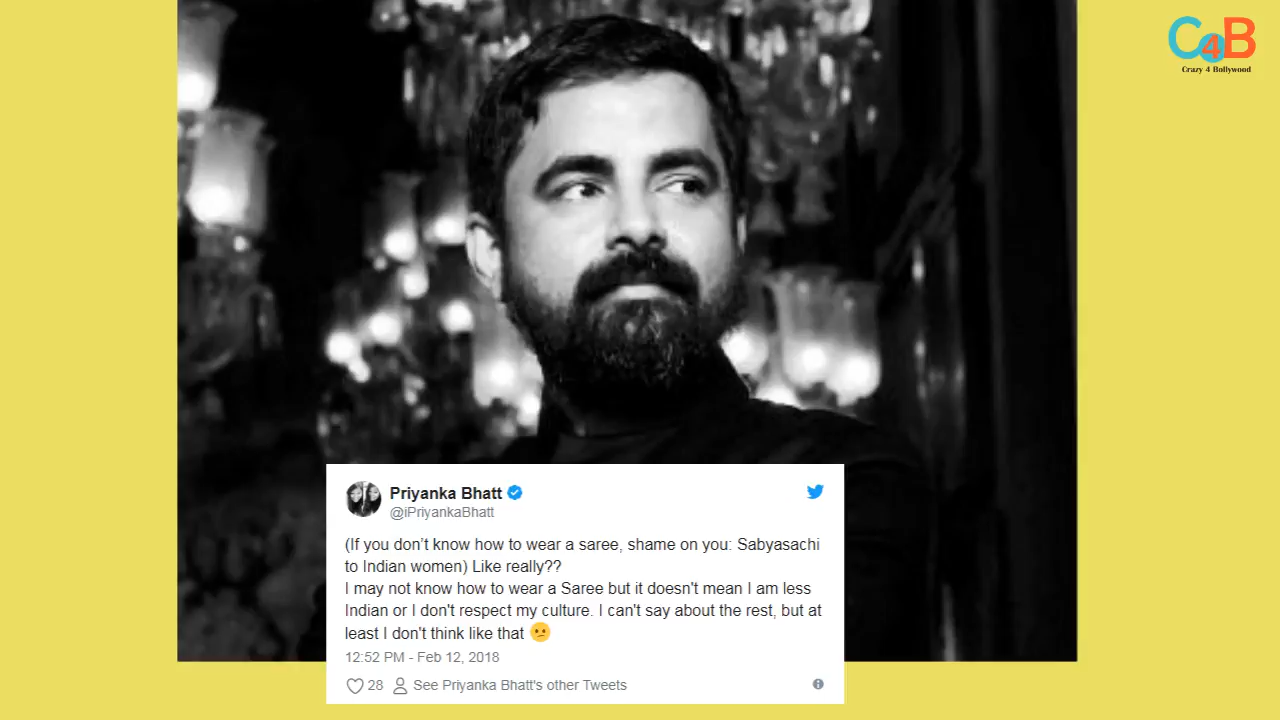 C4B
Crazy 4 Bollywood
Priyanka Bhatt
@iPriyankaBhatt
(If you don’t know how to wear a saree, shame on you: Sabyasachi
to Indian women) Like really??
I may not know how to wear a Saree but it doesn't mean I am less
Indian or I don't respect my culture. I can't say about the rest, but at
least I don't think like that 😕
12:52 PM - Feb 12, 2018
28 See Priyanka Bhatt's other Tweets